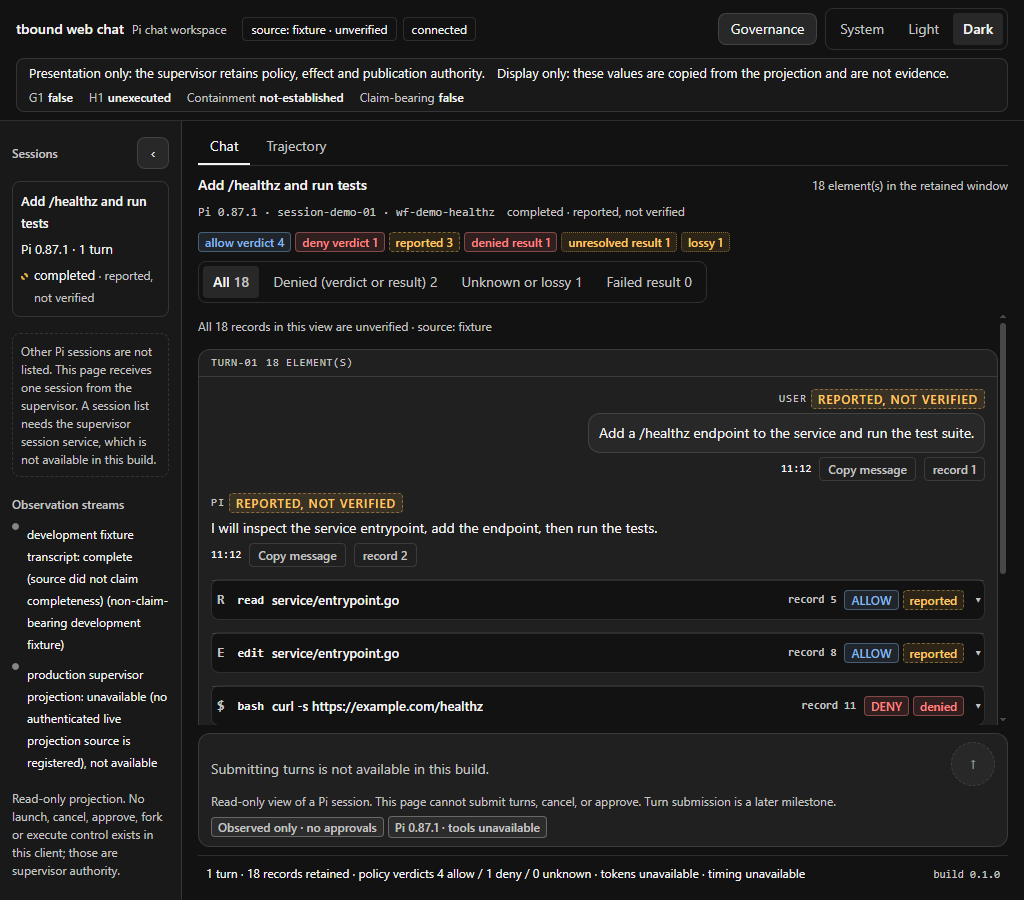 tbound web chat Pi chat workspace source: fixture · unverified connected Governance System Light Dark
Presentation only: the supervisor retains policy, effect and publication authority. Display only: these values are copied from the projection and are not evidence.
G1 false H1 unexecuted Containment not-established Claim-bearing false
Sessions ‹
Add /healthz and run
tests
Pi 0.87.1 · 1 turn
completed · reported,
not verified
Other Pi sessions are not
listed. This page receives
one session from the
supervisor. A session list
needs the supervisor
session service, which is
not available in this build.
Observation streams
development fixture
transcript: complete
(source did not claim
completeness) (non-claim-
bearing development
fixture)
production supervisor
projection: unavailable (no
authenticated live
projection source is
registered), not available
Read-only projection. No
launch, cancel, approve, fork
or execute control exists in
this client; those are
supervisor authority.
Chat Trajectory
Add /healthz and run tests 18 element(s) in the retained window
Pi 0.87.1 · session-demo-01 · wf-demo-healthz completed · reported, not verified
allow verdict 4 deny verdict 1 reported 3 denied result 1 unresolved result 1 lossy 1
All 18 Denied (verdict or result) 2 Unknown or lossy 1 Failed result 0
All 18 records in this view are unverified · source: fixture
TURN-01 18 ELEMENT(S)
USER REPORTED, NOT VERIFIED
Add a /healthz endpoint to the service and run the test suite.
11:12 Copy message record 1
PI REPORTED, NOT VERIFIED
I will inspect the service entrypoint, add the endpoint, then run the tests.
11:12 Copy message record 2
R read service/entrypoint.go record 5 ALLOW reported ▾
E edit service/entrypoint.go record 8 ALLOW reported ▾
$ bash curl -s https://example.com/healthz record 11 DENY denied ▾
Submitting turns is not available in this build. ↑
Read-only view of a Pi session. This page cannot submit turns, cancel, or approve. Turn submission is a later milestone.
Observed only · no approvals Pi 0.87.1 · tools unavailable
1 turn · 18 records retained · policy verdicts 4 allow / 1 deny / 0 unknown · tokens unavailable · timing unavailable build 0.1.0